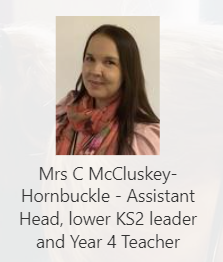 Mrs C McCluskey-
Hornbuckle - Assistant
Head, lower KS2 leader
and Year 4 Teacher